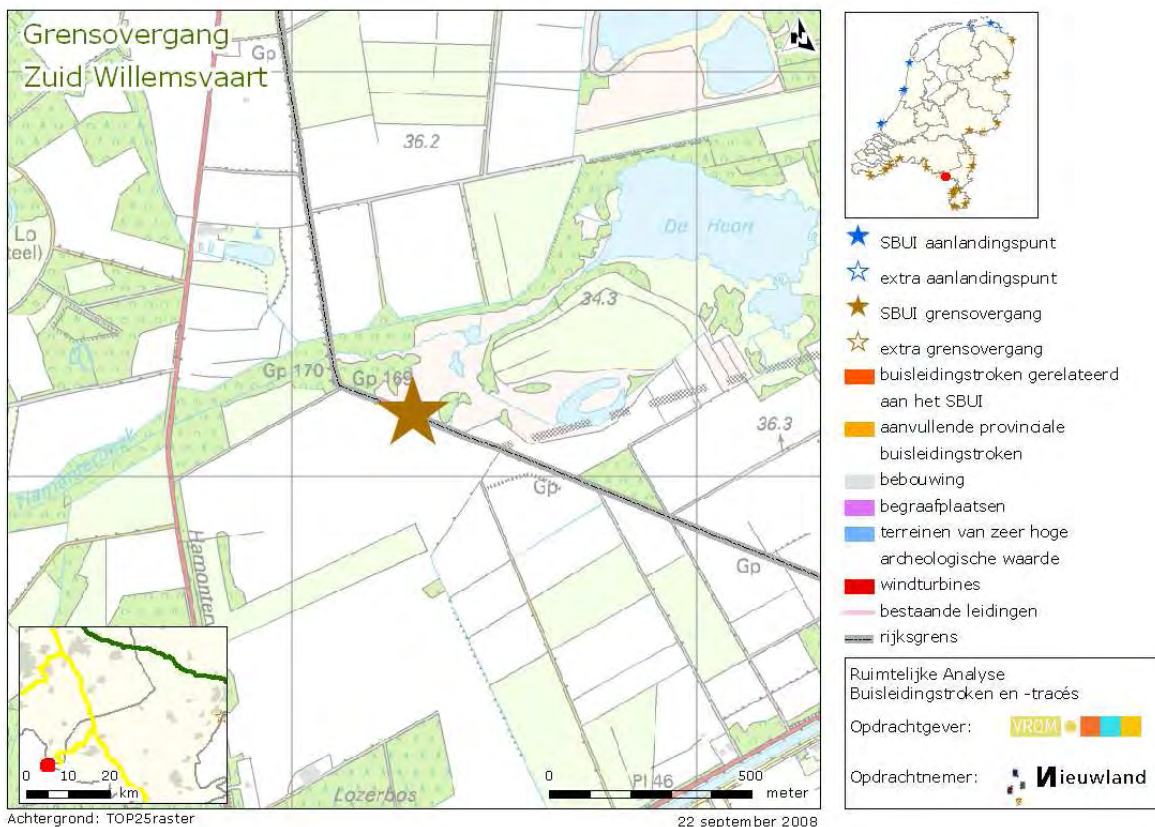 Grensovergang
Zuid Willemsvaart
Gp
36.2
De Hoort
34.3
Lo
teel)
Gp 170
Gp 169
36.3
Gp
Gp
Hamonter
Lozerbos
Pl 46
0 10 20
km
0 500
meter
Achtergrond: TOP25raster
22 september 2008
SBUI aanlandingspunt
extra aanlandingspunt
SBUI grensovergang
extra grensovergang
buisleidingstroken gerelateerd
aan het SBUI
aanvullende provinciale
buisleidingstroken
bebouwing
begraafplaatsen
terreinen van zeer hoge
archeologische waarde
windturbines
bestaande leidingen
rijksgrens
Ruimtelijke Analyse
Buisleidingstroken en -tracés
Opdrachtgever:
VROM
Opdrachtnemer:
Nieuwland